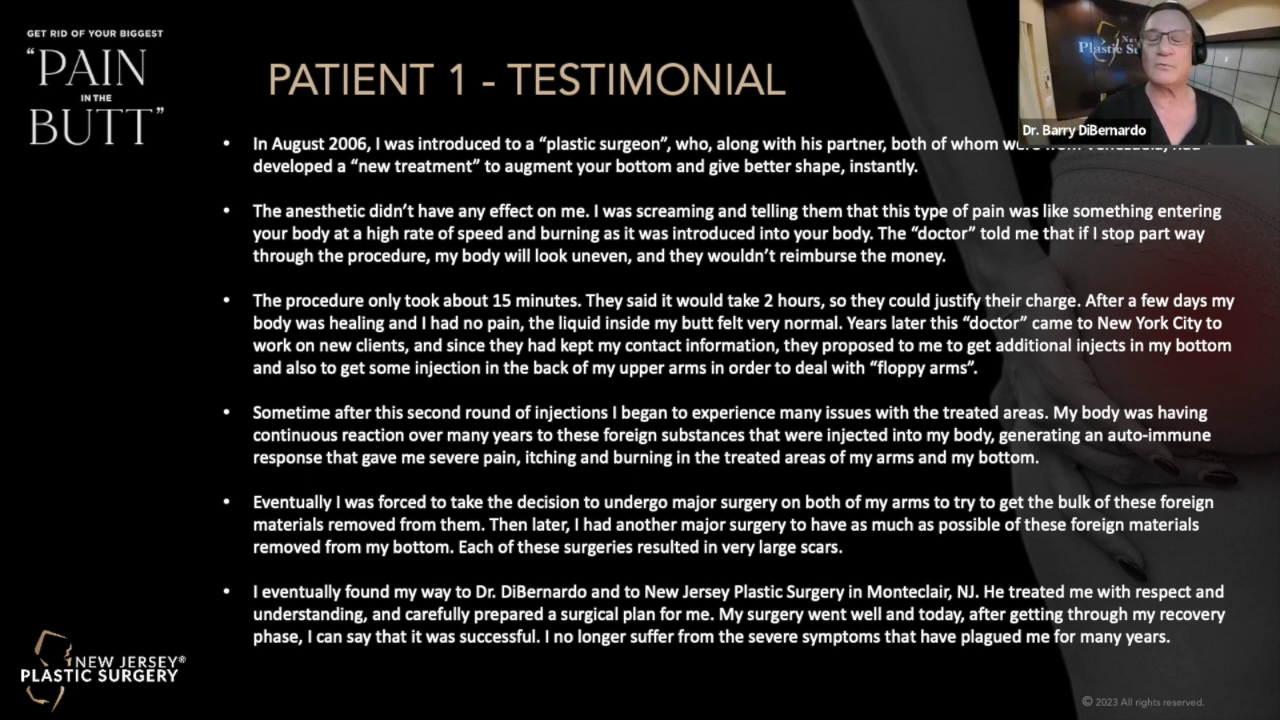 GET RID OF YOUR BIGGEST
“PAIN
IN THE
BUTT”
PATIENT 1 - TESTIMONIAL
Plastic Su
Dr. Barry DiBernardo
• In August 2006, I was introduced to a “plastic surgeon”, who, along with his partner, both of whom were from Venezuela, had
developed a “new treatment” to augment your bottom and give better shape, instantly.
• The anesthetic didn’t have any effect on me. I was screaming and telling them that this type of pain was like something entering
your body at a high rate of speed and burning as it was introduced into your body. The “doctor” told me that if I stop part way
through the procedure, my body will look uneven, and they wouldn’t reimburse the money.
• The procedure only took about 15 minutes. They said it would take 2 hours, so they could justify their charge. After a few days my
body was healing and I had no pain, the liquid inside my butt felt very normal. Years later this “doctor” came to New York City to
work on new clients, and since they had kept my contact information, they proposed to me to get additional injects in my bottom
and also to get some injection in the back of my upper arms in order to deal with “floppy arms”.
• Sometime after this second round of injections I began to experience many issues with the treated areas. My body was having
continuous reaction over many years to these foreign substances that were injected into my body, generating an auto-immune
response that gave me severe pain, itching and burning in the treated areas of my arms and my bottom.
• Eventually I was forced to take the decision to undergo major surgery on both of my arms to try to get the bulk of these foreign
materials removed from them. Then later, I had another major surgery to have as much as possible of these foreign materials
removed from my bottom. Each of these surgeries resulted in very large scars.
• I eventually found my way to Dr. DiBernardo and to New Jersey Plastic Surgery in Monteclair, NJ. He treated me with respect and
understanding, and carefully prepared a surgical plan for me. My surgery went well and today, after getting through my recovery
phase, I can say that it was successful. I no longer suffer from the severe symptoms that have plagued me for many years.
NEW JERSEY®
PLASTIC SURGERY
© 2023 All rights reserved.